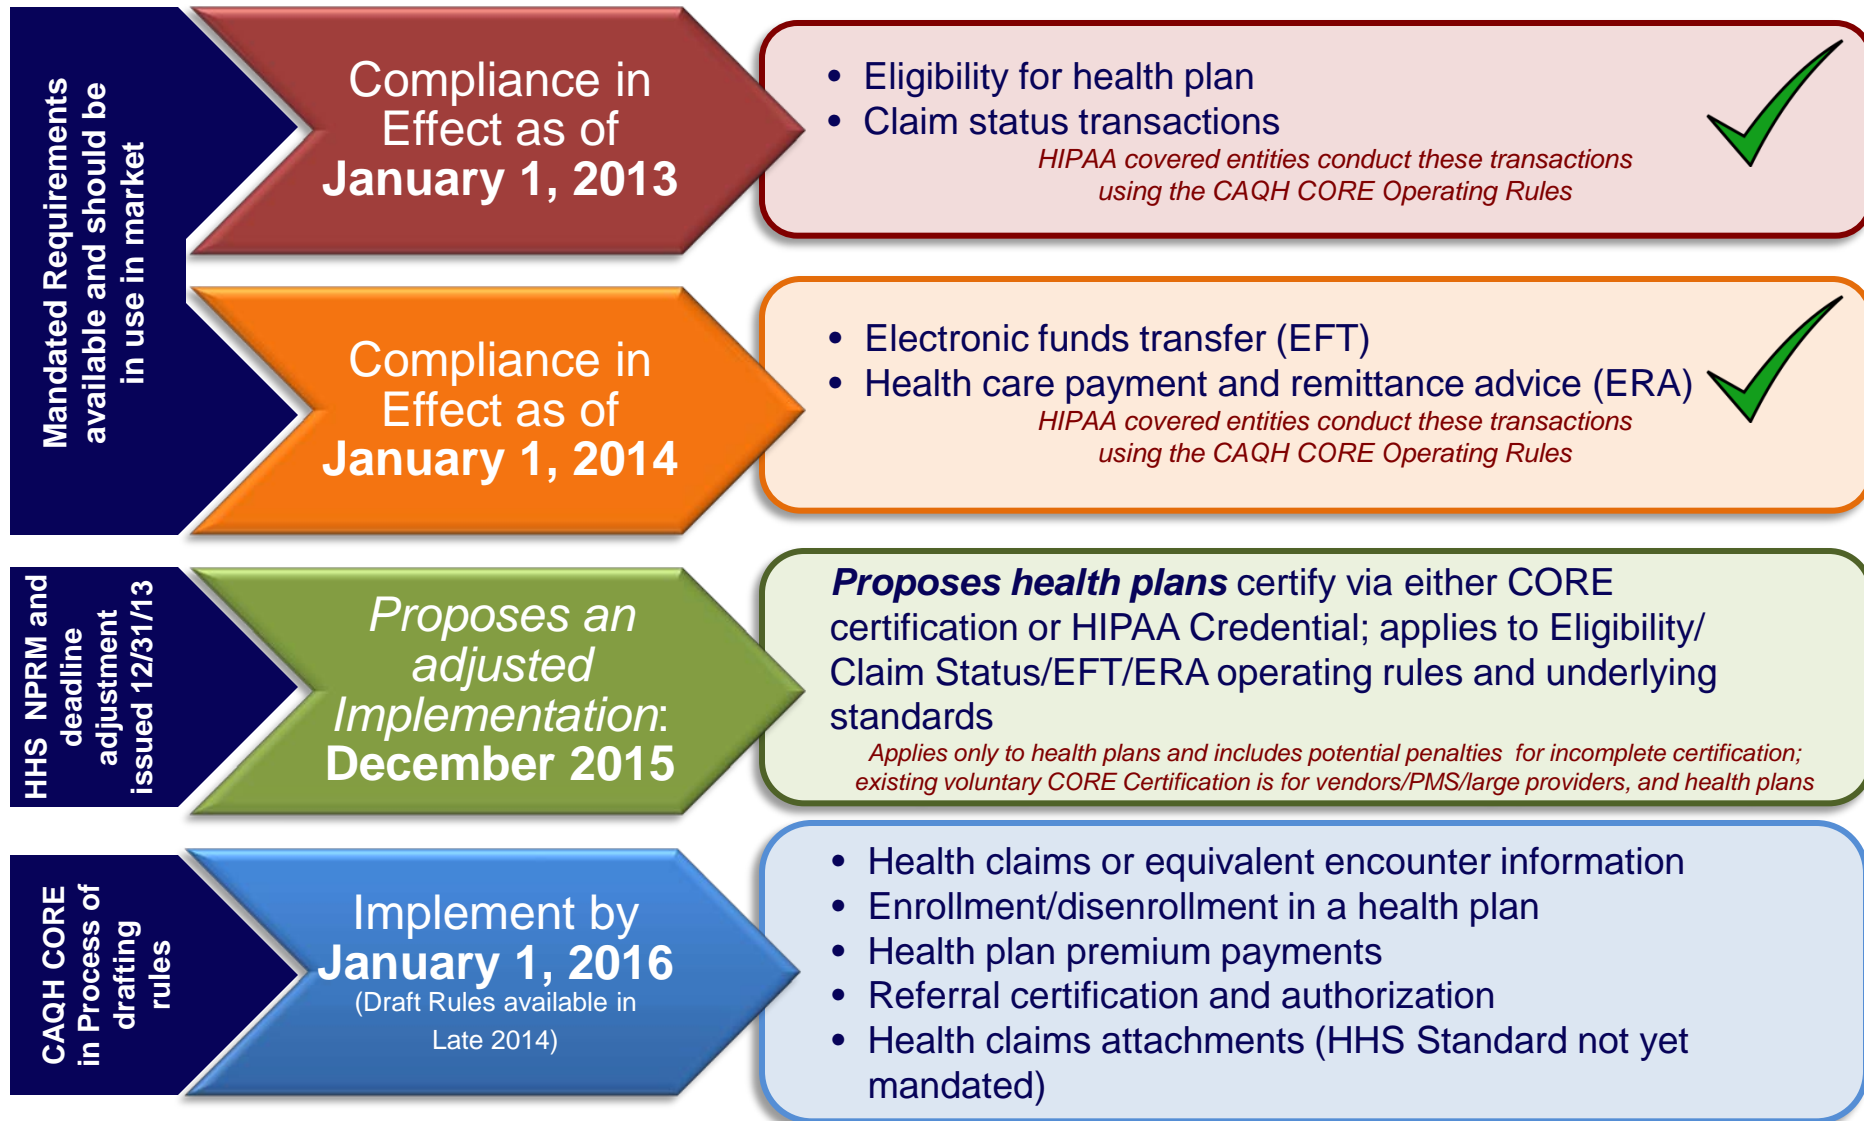 Mandated Requirements
available and should be
in use in market
Compliance in
Effect as of
January 1, 2013
• Eligibility for health plan
• Claim status transactions
HIPAA covered entities conduct these transactions
using the CAQH CORE Operating Rules
Compliance in
Effect as of
January 1, 2014
• Electronic funds transfer (EFT)
• Health care payment and remittance advice (ERA)
HIPAA covered entities conduct these transactions
using the CAQH CORE Operating Rules
HHS NPRM and
deadline
adjustment
issued 12/31/13
Proposes an
adjusted
Implementation:
December 2015
Proposes health plans certify via either CORE
certification or HIPAA Credential; applies to Eligibility/
Claim Status/EFT/ERA operating rules and underlying
standards
Applies only to health plans and includes potential penalties for incomplete certification;
existing voluntary CORE Certification is for vendors/PMS/large providers, and health plans
CAQH CORE
in Process of
drafting
rules
Implement by
January 1, 2016
(Draft Rules available in
Late 2014)
• Health claims or equivalent encounter information
• Enrollment/disenrollment in a health plan
• Health plan premium payments
• Referral certification and authorization
• Health claims attachments (HHS Standard not yet
mandated)